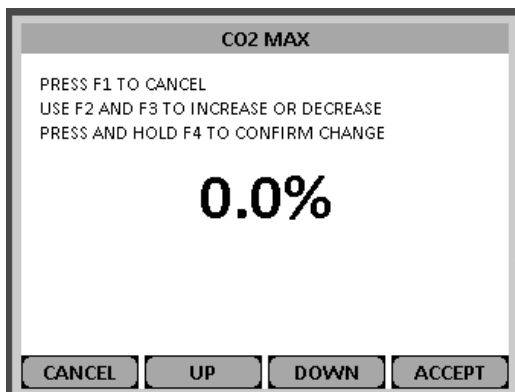 CO2 MAX
PRESS F1 TO CANCEL
USE F2 AND F3 TO INCREASE OR DECREASE
PRESS AND HOLD F4 TO CONFIRM CHANGE
0.0%
CANCEL UP DOWN ACCEPT